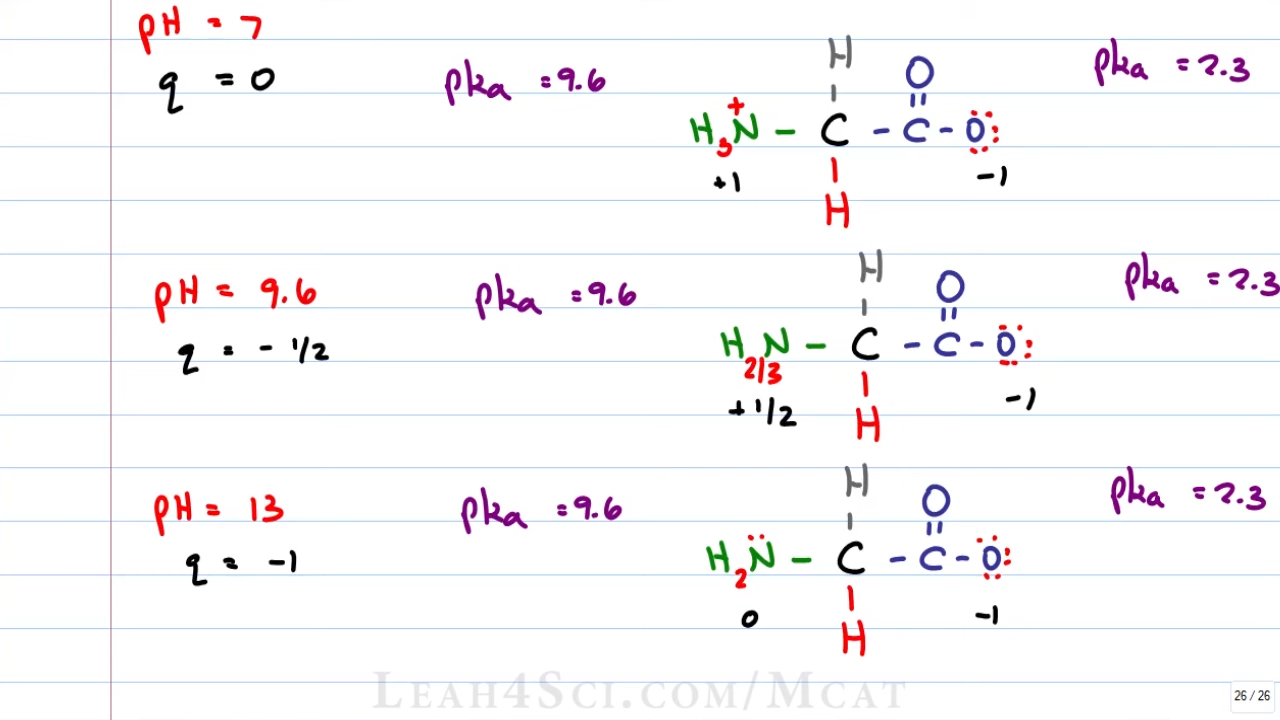 pH = 7
q = 0
pka = 9.6
H
O
pka = 2.3
H3N+ - C - C - O
+1
-1
H
pH = 9.6
q = - 1/2
pka = 9.6
H
O
pka = 2.3
H2/3N - C - C - O
+ 1/2
-1
H
pH = 13
q = -1
pka = 9.6
H
O
pka = 2.3
H2N - C - C - O
0
-1
H
LEAH4SCI.COM/MCAT
26 / 26